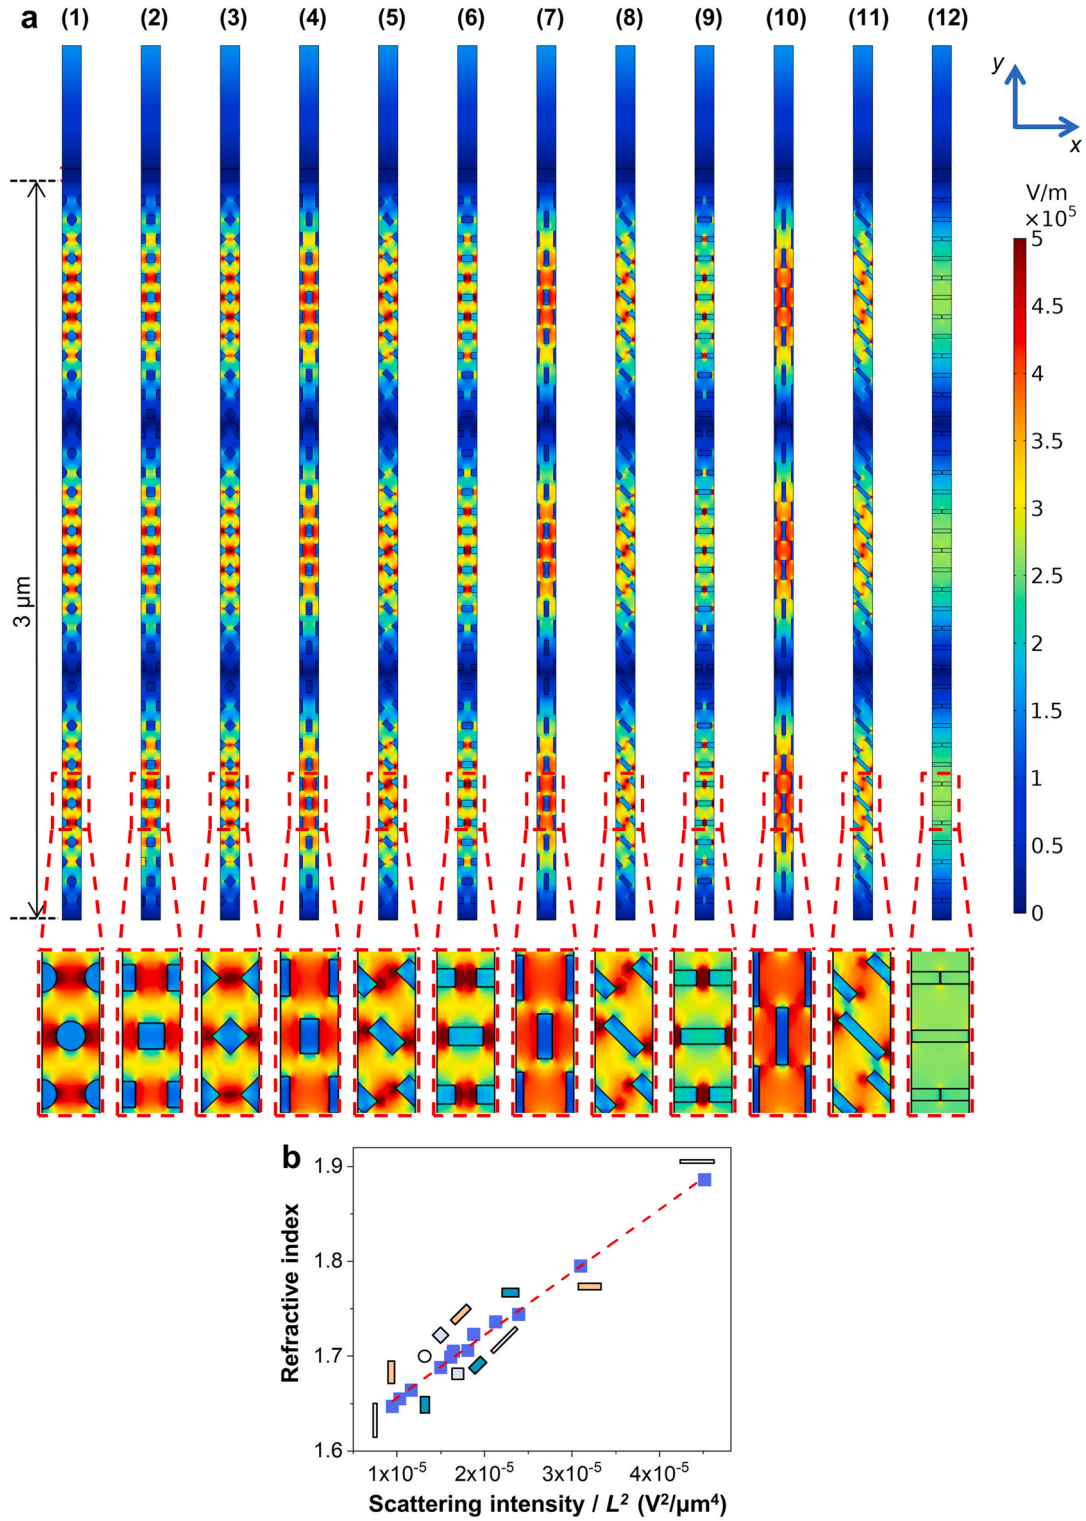 a (1) (2) (3) (4) (5) (6) (7) (8) (9) (10) (11) (12)
y
x
V/m
×10⁵
5
4.5
4
3.5
3
2.5
2
1.5
1
0.5
0
3 µm
b
1.9
1.8
1.7
1.6
Refractive index
1x10⁻⁵ 2x10⁻⁵ 3x10⁻⁵ 4x10⁻⁵
Scattering intensity / L² (V²/µm⁴)